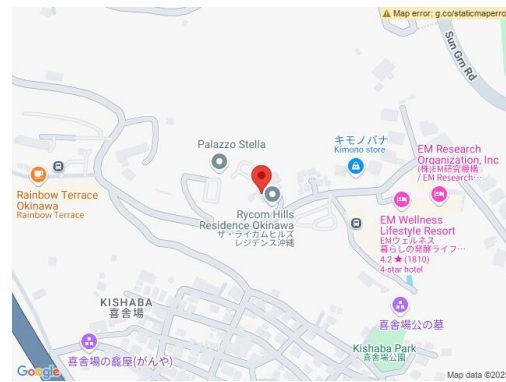 Map error: g.co/staticmaperro
Sun Grn Rd
Palazzo Stella
キモノバナ
Kimono store
EM Research
Organization, Inc
(株)EM研究機構
/ EM Research...
Rainbow Terrace
Okinawa
Rainbow Terrace
Rycom Hills
Residence Okinawa
ザ・ライカムヒルズ
レジデンス沖縄
EM Wellness
Lifestyle Resort
EMウェルネス
暮らしの発酵ライフ...
4.2 ★ (1810)
4-star hotel
KISHABA
喜舎場
喜舎場公の墓
Kishaba Park
喜舎場公園
喜舎場の龕屋(がんや)
Google
Map data ©2025